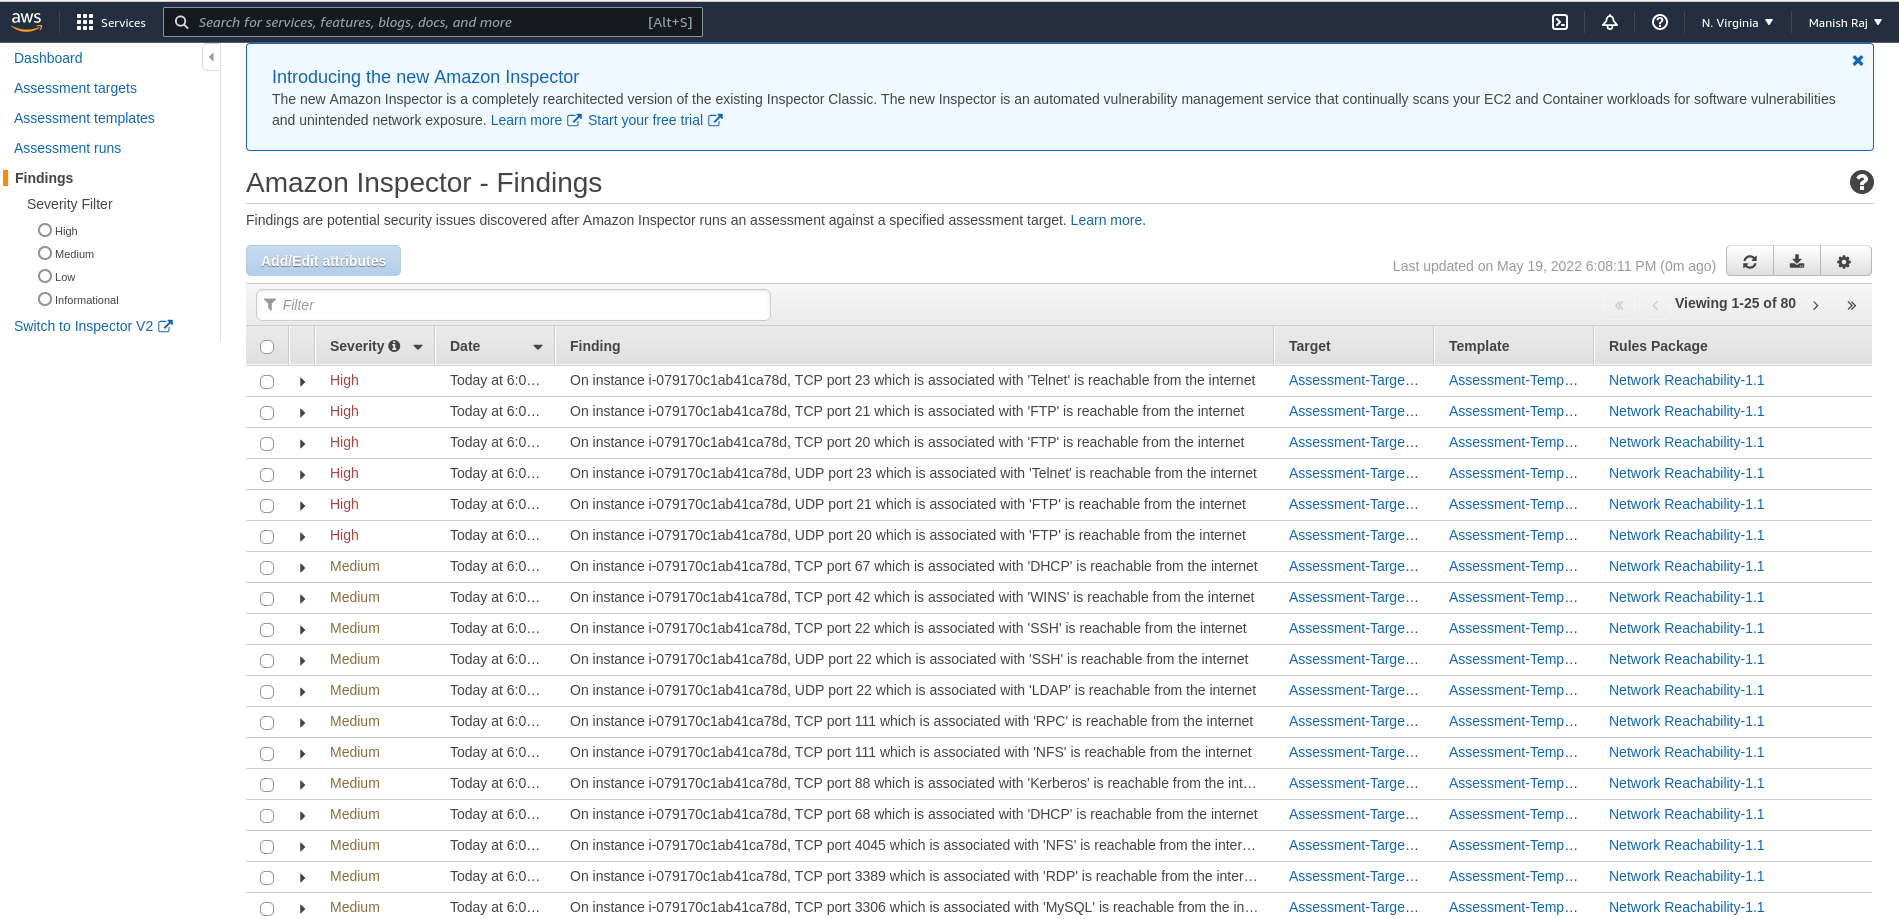 aws Services Search for services, features, blogs, docs, and more [Alt+S] N. Virginia Manish Raj
Dashboard
Assessment targets
Assessment templates
Assessment runs
Findings
Severity Filter
High
Medium
Low
Informational
Switch to Inspector V2
Introducing the new Amazon Inspector
The new Amazon Inspector is a completely rearchitected version of the existing Inspector Classic. The new Inspector is an automated vulnerability management service that continually scans your EC2 and Container workloads for software vulnerabilities
and unintended network exposure. Learn more Start your free trial
Amazon Inspector - Findings
Findings are potential security issues discovered after Amazon Inspector runs an assessment against a specified assessment target. Learn more.
Add/Edit attributes Last updated on May 19, 2022 6:08:11 PM (0m ago)
Filter « ‹ Viewing 1-25 of 80 › »
Severity Date Finding Target Template Rules Package
High Today at 6:0... On instance i-079170c1ab41ca78d, TCP port 23 which is associated with 'Telnet' is reachable from the internet Assessment-Targe... Assessment-Temp... Network Reachability-1.1
High Today at 6:0... On instance i-079170c1ab41ca78d, TCP port 21 which is associated with 'FTP' is reachable from the internet Assessment-Targe... Assessment-Temp... Network Reachability-1.1
High Today at 6:0... On instance i-079170c1ab41ca78d, TCP port 20 which is associated with 'FTP' is reachable from the internet Assessment-Targe... Assessment-Temp... Network Reachability-1.1
High Today at 6:0... On instance i-079170c1ab41ca78d, UDP port 23 which is associated with 'Telnet' is reachable from the internet Assessment-Targe... Assessment-Temp... Network Reachability-1.1
High Today at 6:0... On instance i-079170c1ab41ca78d, UDP port 21 which is associated with 'FTP' is reachable from the internet Assessment-Targe... Assessment-Temp... Network Reachability-1.1
High Today at 6:0... On instance i-079170c1ab41ca78d, UDP port 20 which is associated with 'FTP' is reachable from the internet Assessment-Targe... Assessment-Temp... Network Reachability-1.1
Medium Today at 6:0... On instance i-079170c1ab41ca78d, TCP port 67 which is associated with 'DHCP' is reachable from the internet Assessment-Targe... Assessment-Temp... Network Reachability-1.1
Medium Today at 6:0... On instance i-079170c1ab41ca78d, TCP port 42 which is associated with 'WINS' is reachable from the internet Assessment-Targe... Assessment-Temp... Network Reachability-1.1
Medium Today at 6:0... On instance i-079170c1ab41ca78d, TCP port 22 which is associated with 'SSH' is reachable from the internet Assessment-Targe... Assessment-Temp... Network Reachability-1.1
Medium Today at 6:0... On instance i-079170c1ab41ca78d, UDP port 22 which is associated with 'SSH' is reachable from the internet Assessment-Targe... Assessment-Temp... Network Reachability-1.1
Medium Today at 6:0... On instance i-079170c1ab41ca78d, UDP port 22 which is associated with 'LDAP' is reachable from the internet Assessment-Targe... Assessment-Temp... Network Reachability-1.1
Medium Today at 6:0... On instance i-079170c1ab41ca78d, TCP port 111 which is associated with 'RPC' is reachable from the internet Assessment-Targe... Assessment-Temp... Network Reachability-1.1
Medium Today at 6:0... On instance i-079170c1ab41ca78d, TCP port 111 which is associated with 'NFS' is reachable from the internet Assessment-Targe... Assessment-Temp... Network Reachability-1.1
Medium Today at 6:0... On instance i-079170c1ab41ca78d, TCP port 88 which is associated with 'Kerberos' is reachable from the int... Assessment-Targe... Assessment-Temp... Network Reachability-1.1
Medium Today at 6:0... On instance i-079170c1ab41ca78d, TCP port 68 which is associated with 'DHCP' is reachable from the internet Assessment-Targe... Assessment-Temp... Network Reachability-1.1
Medium Today at 6:0... On instance i-079170c1ab41ca78d, TCP port 4045 which is associated with 'NFS' is reachable from the inter... Assessment-Targe... Assessment-Temp... Network Reachability-1.1
Medium Today at 6:0... On instance i-079170c1ab41ca78d, TCP port 3389 which is associated with 'RDP' is reachable from the inter... Assessment-Targe... Assessment-Temp... Network Reachability-1.1
Medium Today at 6:0... On instance i-079170c1ab41ca78d, TCP port 3306 which is associated with 'MySQL' is reachable from the in... Assessment-Targe... Assessment-Temp... Network Reachability-1.1